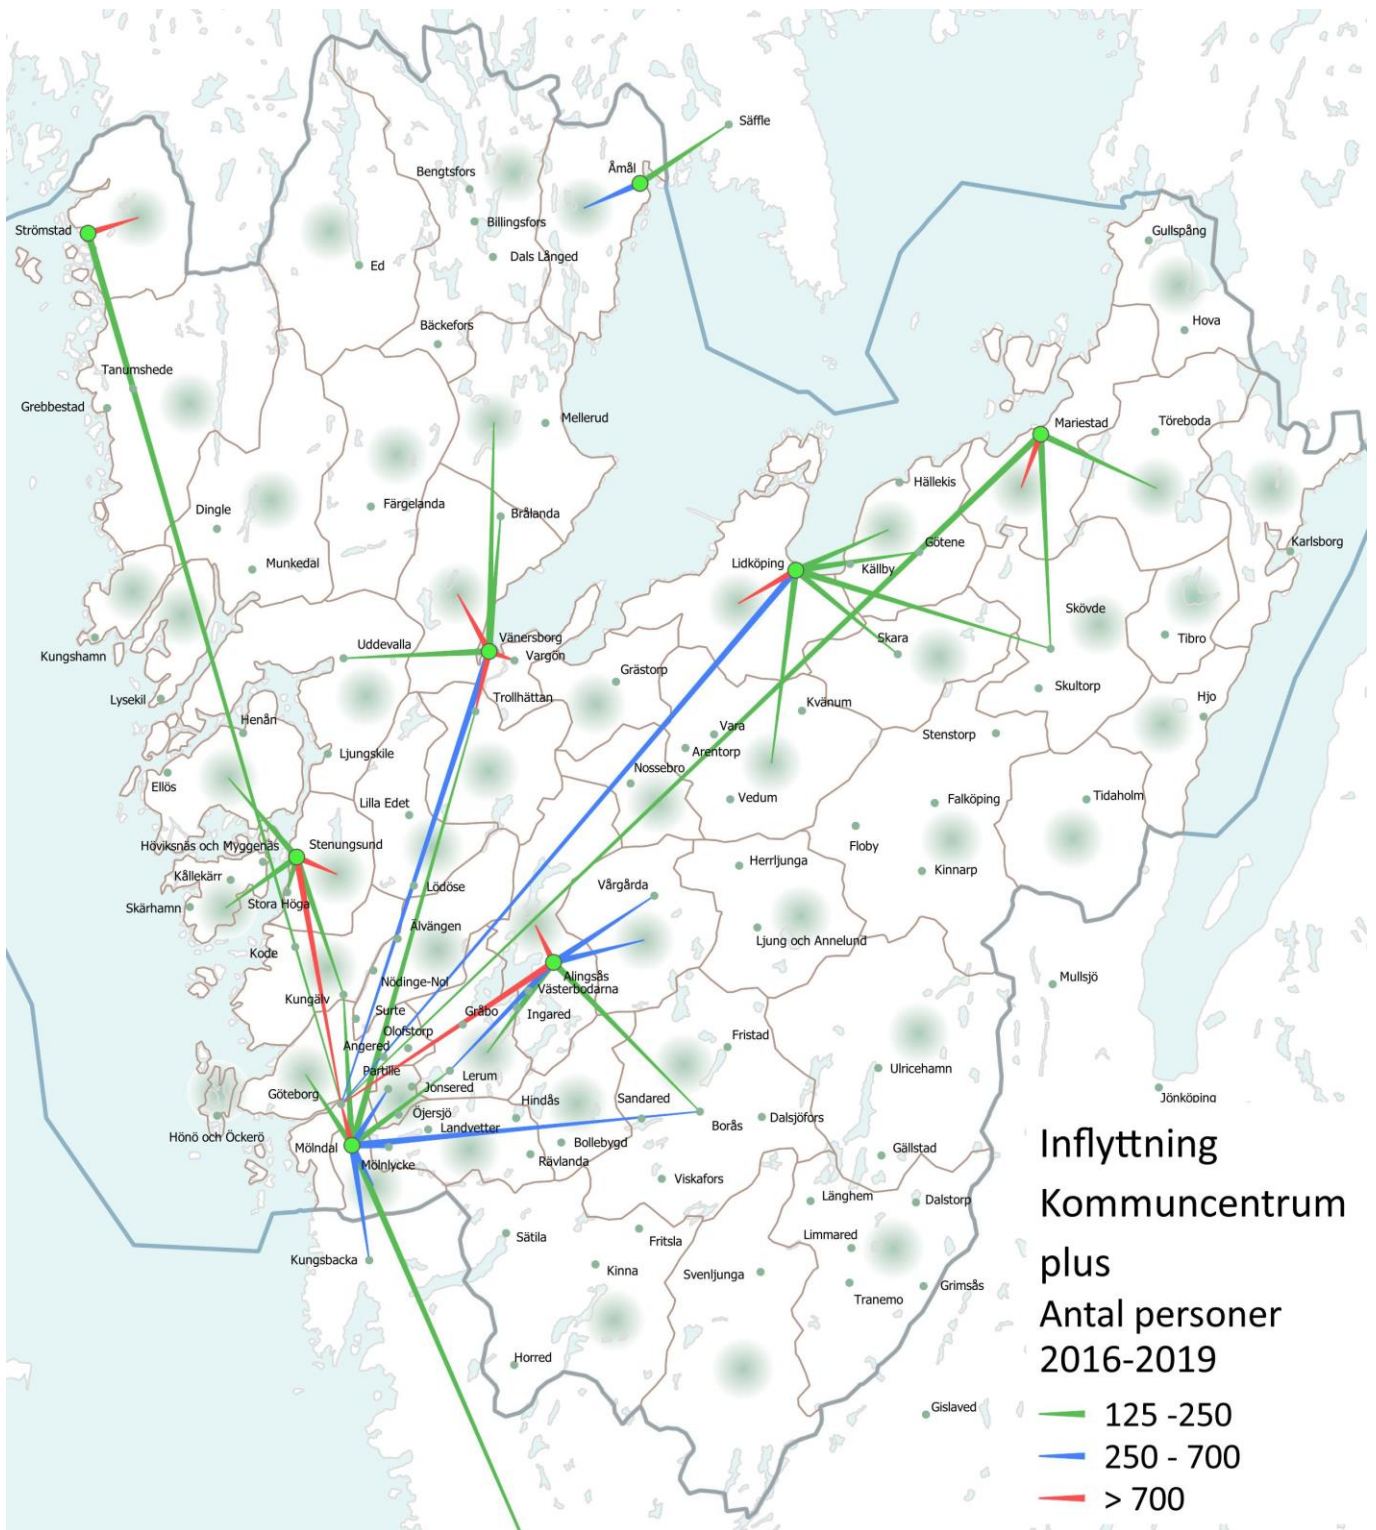 Säffle
Åmål
Bengtsfors
Billingsfors
Strömstad
Gullspång
Dals Långed
Ed
Hova
Bäckefors
Tanumshede
Grebbestad
Mellerud
Mariestad
Töreboda
Hällekis
Färgelanda
Dingle
Brålanda
Götene
Karlsborg
Munkedal
Lidköping
Källby
Skövde
Vänersborg
Skara
Tibro
Uddevalla
Kungshamn
Vargön
Grästorp
Skultorp
Lysekil
Trollhättan
Hjo
Kvänum
Henån
Vara
Stenstorp
Arentorp
Ljungskile
Nossebro
Ellös
Vedum
Tidaholm
Lilla Edet
Falköping
Höviksnäs och Myggenäs
Stenungsund
Floby
Herrljunga
Kinnarp
Kållekärr
Vårgårda
Lödöse
Skärhamn
Stora Höga
Älvängen
Ljung och Annelund
Kode
Alingsås
Mullsjö
Nödinge-Nol
Västerbodarna
Kungälv
Surte
Gråbo
Ingared
Olofstorp
Fristad
Angered
Partille
Lerum
Ulricehamn
Jonsered
Göteborg
Hindås
Sandared
Jönköping
Öjersjö
Landvetter
Borås
Dalsjöfors
Hönö och Öckerö
Bollebygd
Mölndal
Gällstad
Mölnlycke
Rävlanda
Viskafors
Länghem
Dalstorp
Sätila
Fritsla
Limmared
Kungsbacka
Kinna
Svenljunga
Grimsås
Tranemo
Horred
Gislaved
Inflyttning
Kommuncentrum
plus
Antal personer
2016-2019
125 -250
250 - 700
> 700